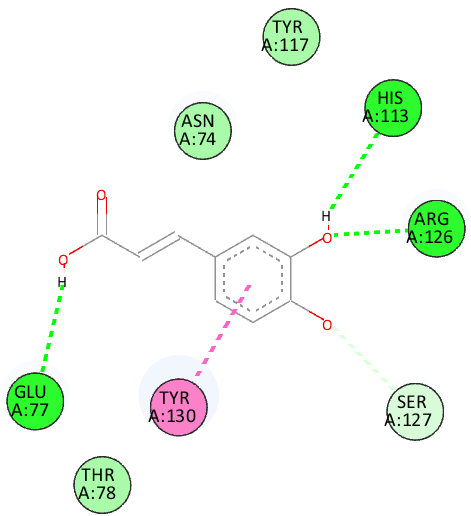 TYR
A:117
HIS
A:113
ASN
A:74
O
H
ARG
A:126
O
O
H
O
GLU
A:77
TYR
A:130
SER
A:127
THR
A:78